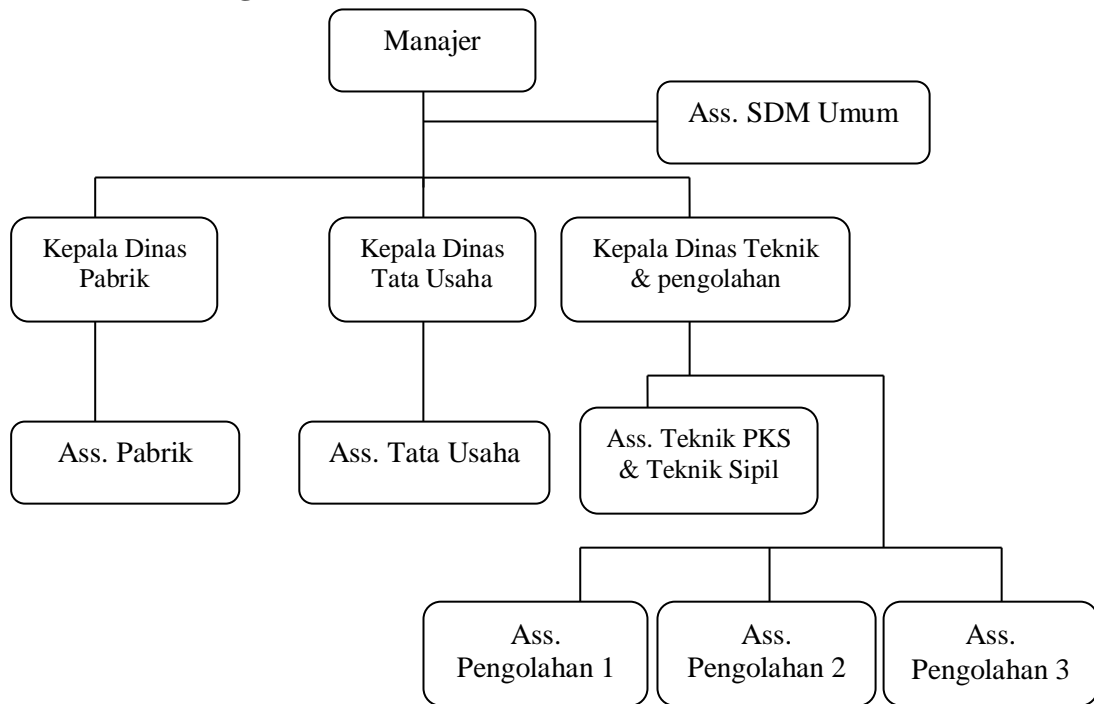 Manajer
Ass. SDM Umum
Kepala Dinas
Pabrik
Kepala Dinas
Tata Usaha
Kepala Dinas Teknik
& pengolahan
Ass. Pabrik
Ass. Tata Usaha
Ass. Teknik PKS
& Teknik Sipil
Ass.
Pengolahan 1
Ass.
Pengolahan 2
Ass.
Pengolahan 3